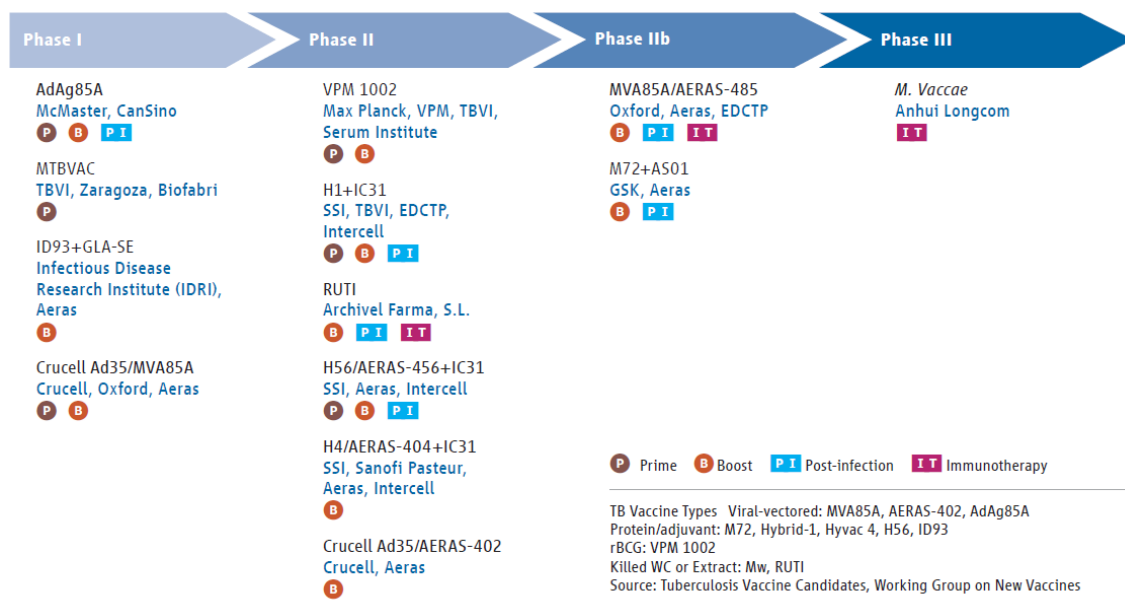 Phase I
Phase II
Phase IIb
Phase III
AdAg85A
McMaster, CanSino
P B P I
MTBVAC
TBVI, Zaragoza, Biofabri
P
ID93+GLA-SE
Infectious Disease
Research Institute (IDRI),
Aeras
B
Crucell Ad35/MVA85A
Crucell, Oxford, Aeras
P B
VPM 1002
Max Planck, VPM, TBVI,
Serum Institute
P B
H1+IC31
SSI, TBVI, EDCTP,
Intercell
P B P I
RUTI
Archivel Farma, S.L.
B P I I T
H56/AERAS-456+IC31
SSI, Aeras, Intercell
P B P I
H4/AERAS-404+IC31
SSI, Sanofi Pasteur,
Aeras, Intercell
B
Crucell Ad35/AERAS-402
Crucell, Aeras
B
MVA85A/AERAS-485
Oxford, Aeras, EDCTP
B P I I T
M72+AS01
GSK, Aeras
B P I
M. Vaccae
Anhui Longcom
I T
P Prime B Boost P I Post-infection I T Immunotherapy
TB Vaccine Types Viral-vectored: MVA85A, AERAS-402, AdAg85A
Protein/adjuvant: M72, Hybrid-1, Hyvac 4, H56, ID93
rBCG: VPM 1002
Killed WC or Extract: Mw, RUTI
Source: Tuberculosis Vaccine Candidates, Working Group on New Vaccines